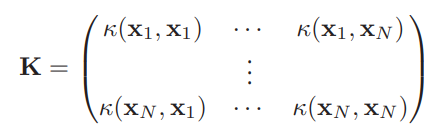 κ(x₁, x₁) ⋯ κ(x₁, x_N)
K = ⋮
κ(x_N, x₁) ⋯ κ(x_N, x_N)